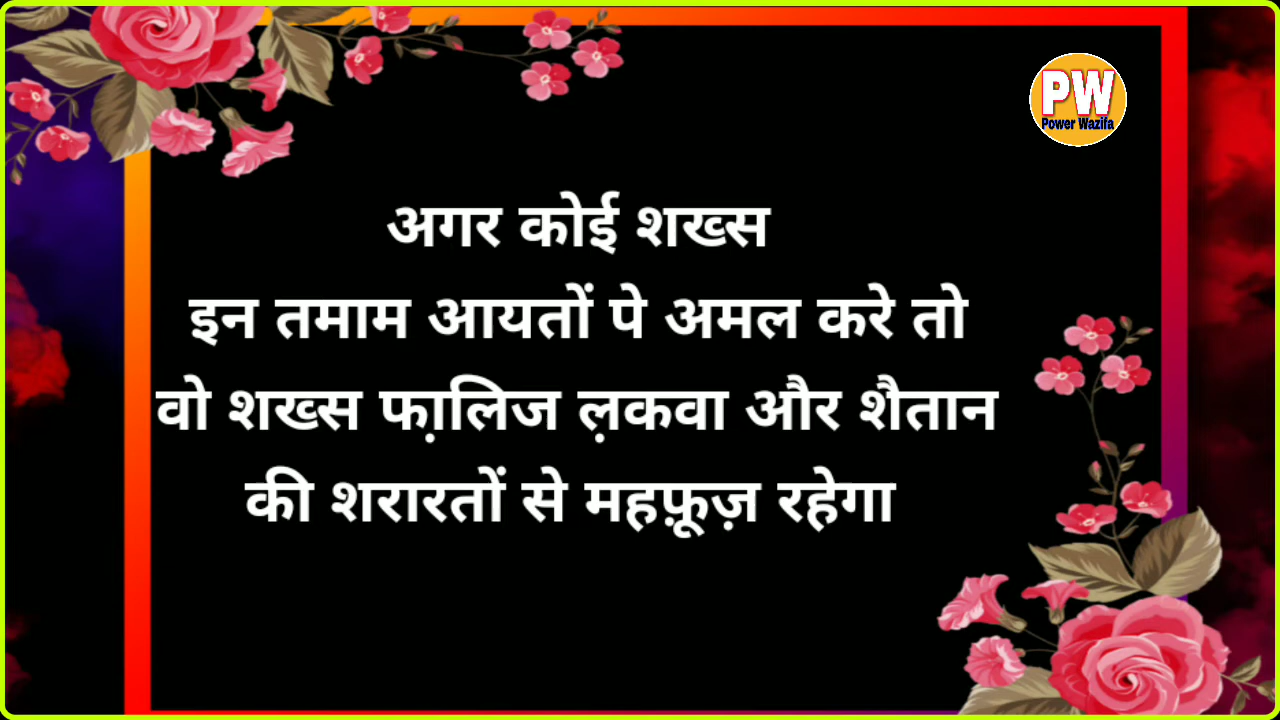 PW
Power Wazifa
अगर कोई शख्स
इन तमाम आयतों पे अमल करे तो
वो शख्स फा़लिज ल़कवा और शैतान
की शरारतों से महफ़ूज़ रहेगा